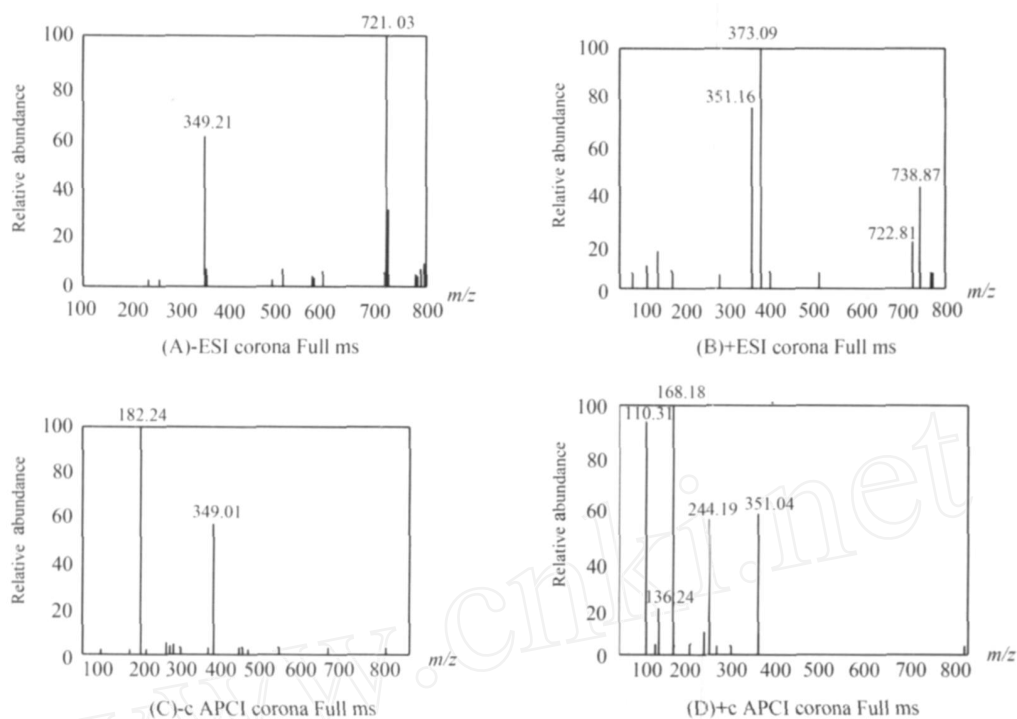 721. 03
100
80
60
40
20
0
Relative abundance
349.21
100 200 300 400 500 600 700 800
m/z
(A)-ESI corona Full ms
373.09
100
80
60
40
20
0
Relative abundance
351.16
738.87
722.81
100 200 300 400 500 600 700 800
m/z
(B)+ESI corona Full ms
182.24
100
80
60
40
20
0
Relative abundance
349.01
100 200 300 400 500 600 700 800
m/z
(C)-c APCI corona Full ms
168.18
100
80
60
40
20
0
Relative abundance
110.31
244.19 351.04
136.24
100 200 300 400 500 600 700 800
m/z
(D)+c APCI corona Full ms
www.cnki.net